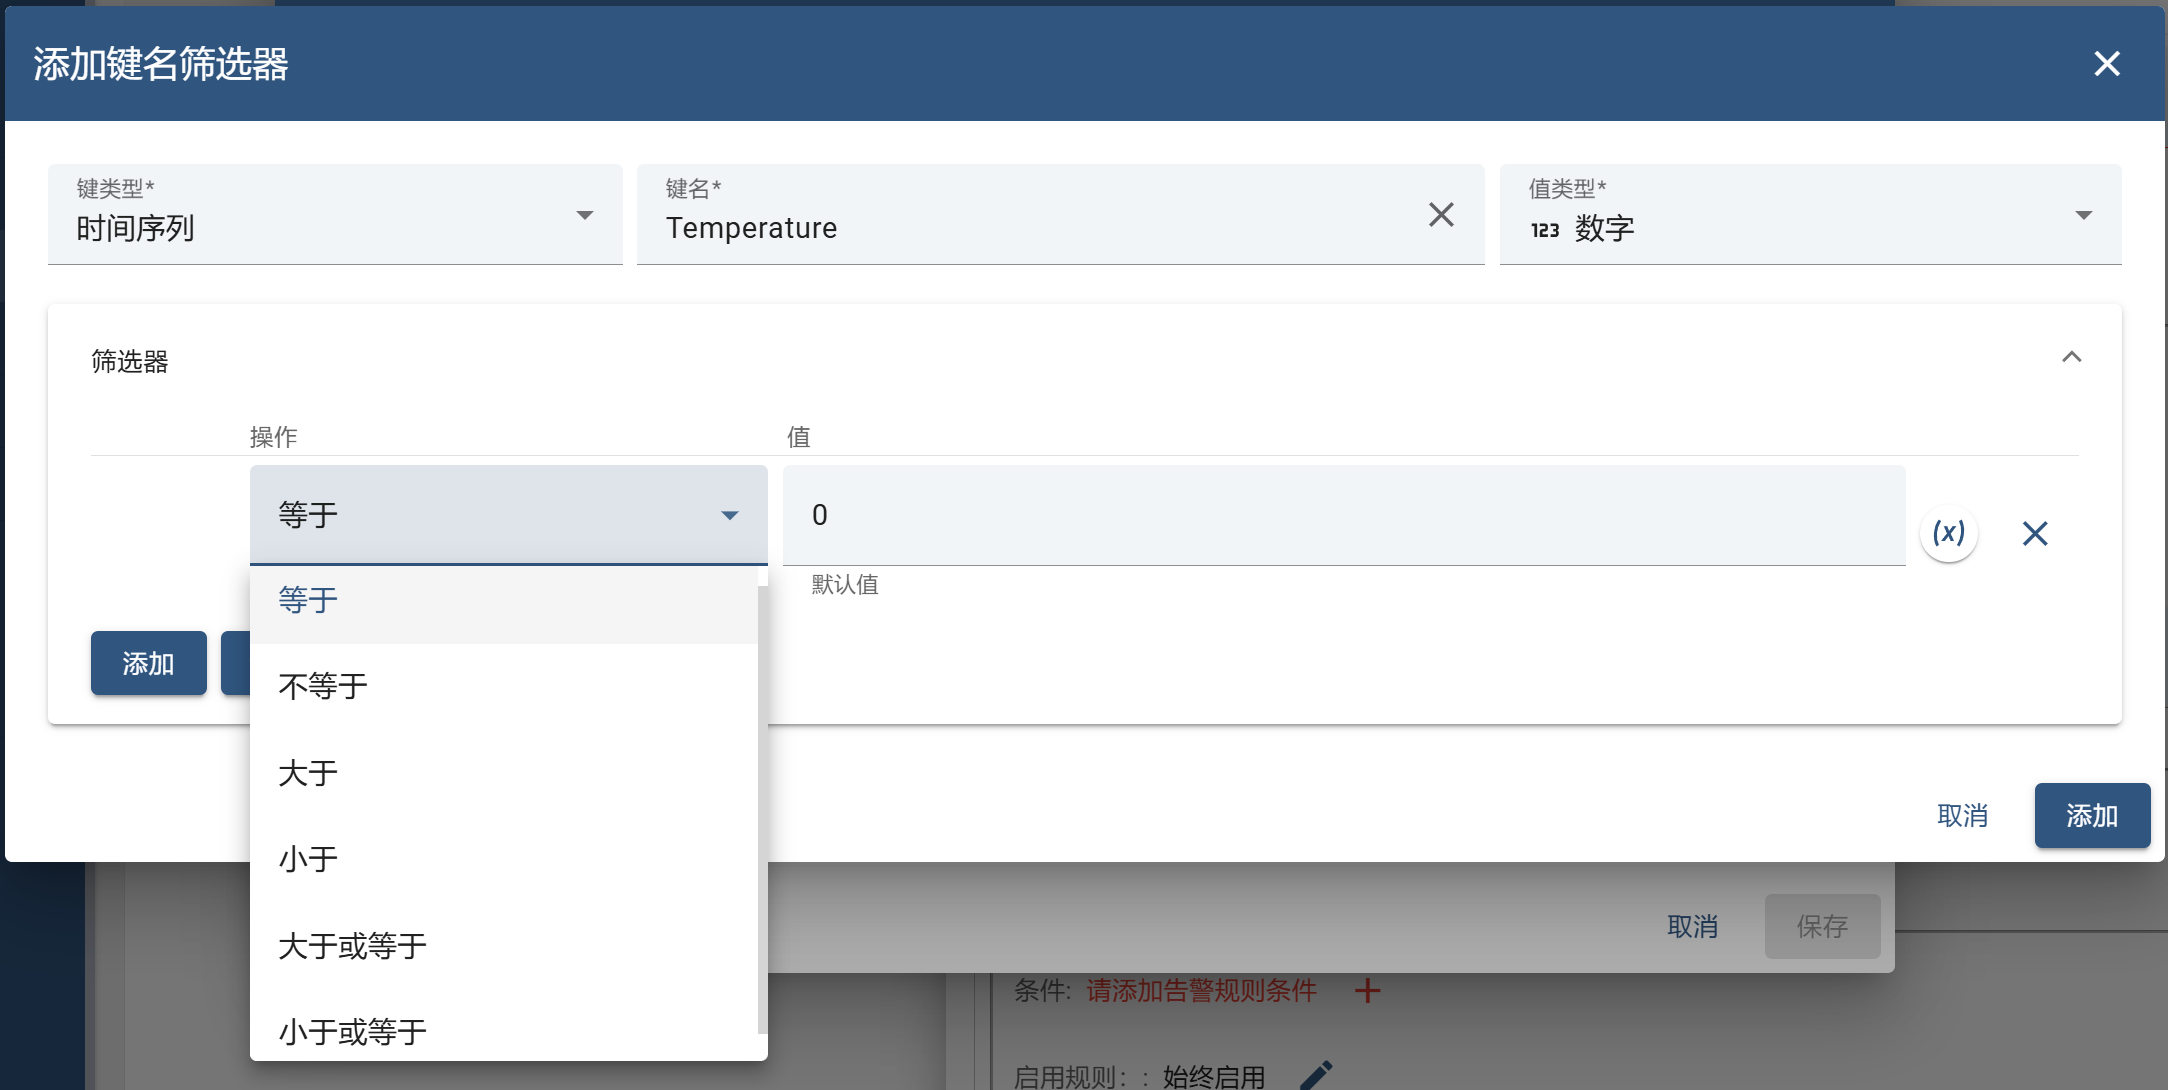 添加键名筛选器
键类型*
时间序列
键名*
Temperature
值类型*
123 数字
筛选器
操作
值
等于
0
(x)
默认值
等于
不等于
大于
小于
大于或等于
小于或等于
添加
取消
添加
取消
保存
条件: 请添加告警规则条件 +
启用规则: : 始终启用